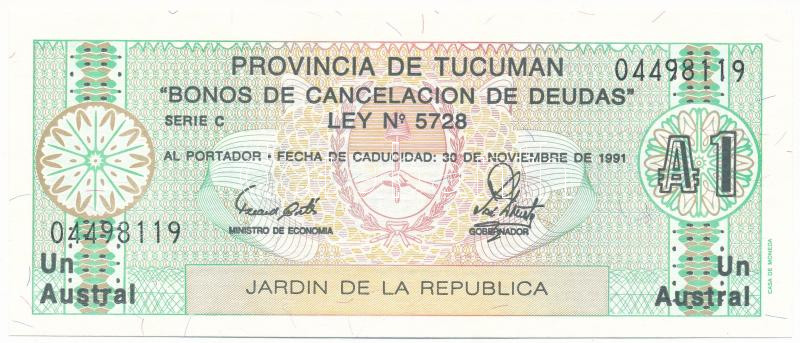 PROVINCIA DE TUCUMAN
04498119
"BONOS DE CANCELACION DE DEUDAS"
SERIE C
LEY Nº 5728
AL PORTADOR • FECHA DE CADUCIDAD: 30 DE NOVIEMBRE DE 1991
₳1
04498119
MINISTRO DE ECONOMIA
GOBERNADOR
Un
Austral
JARDIN DE LA REPUBLICA
Un
Austral
CASA DE MONEDA